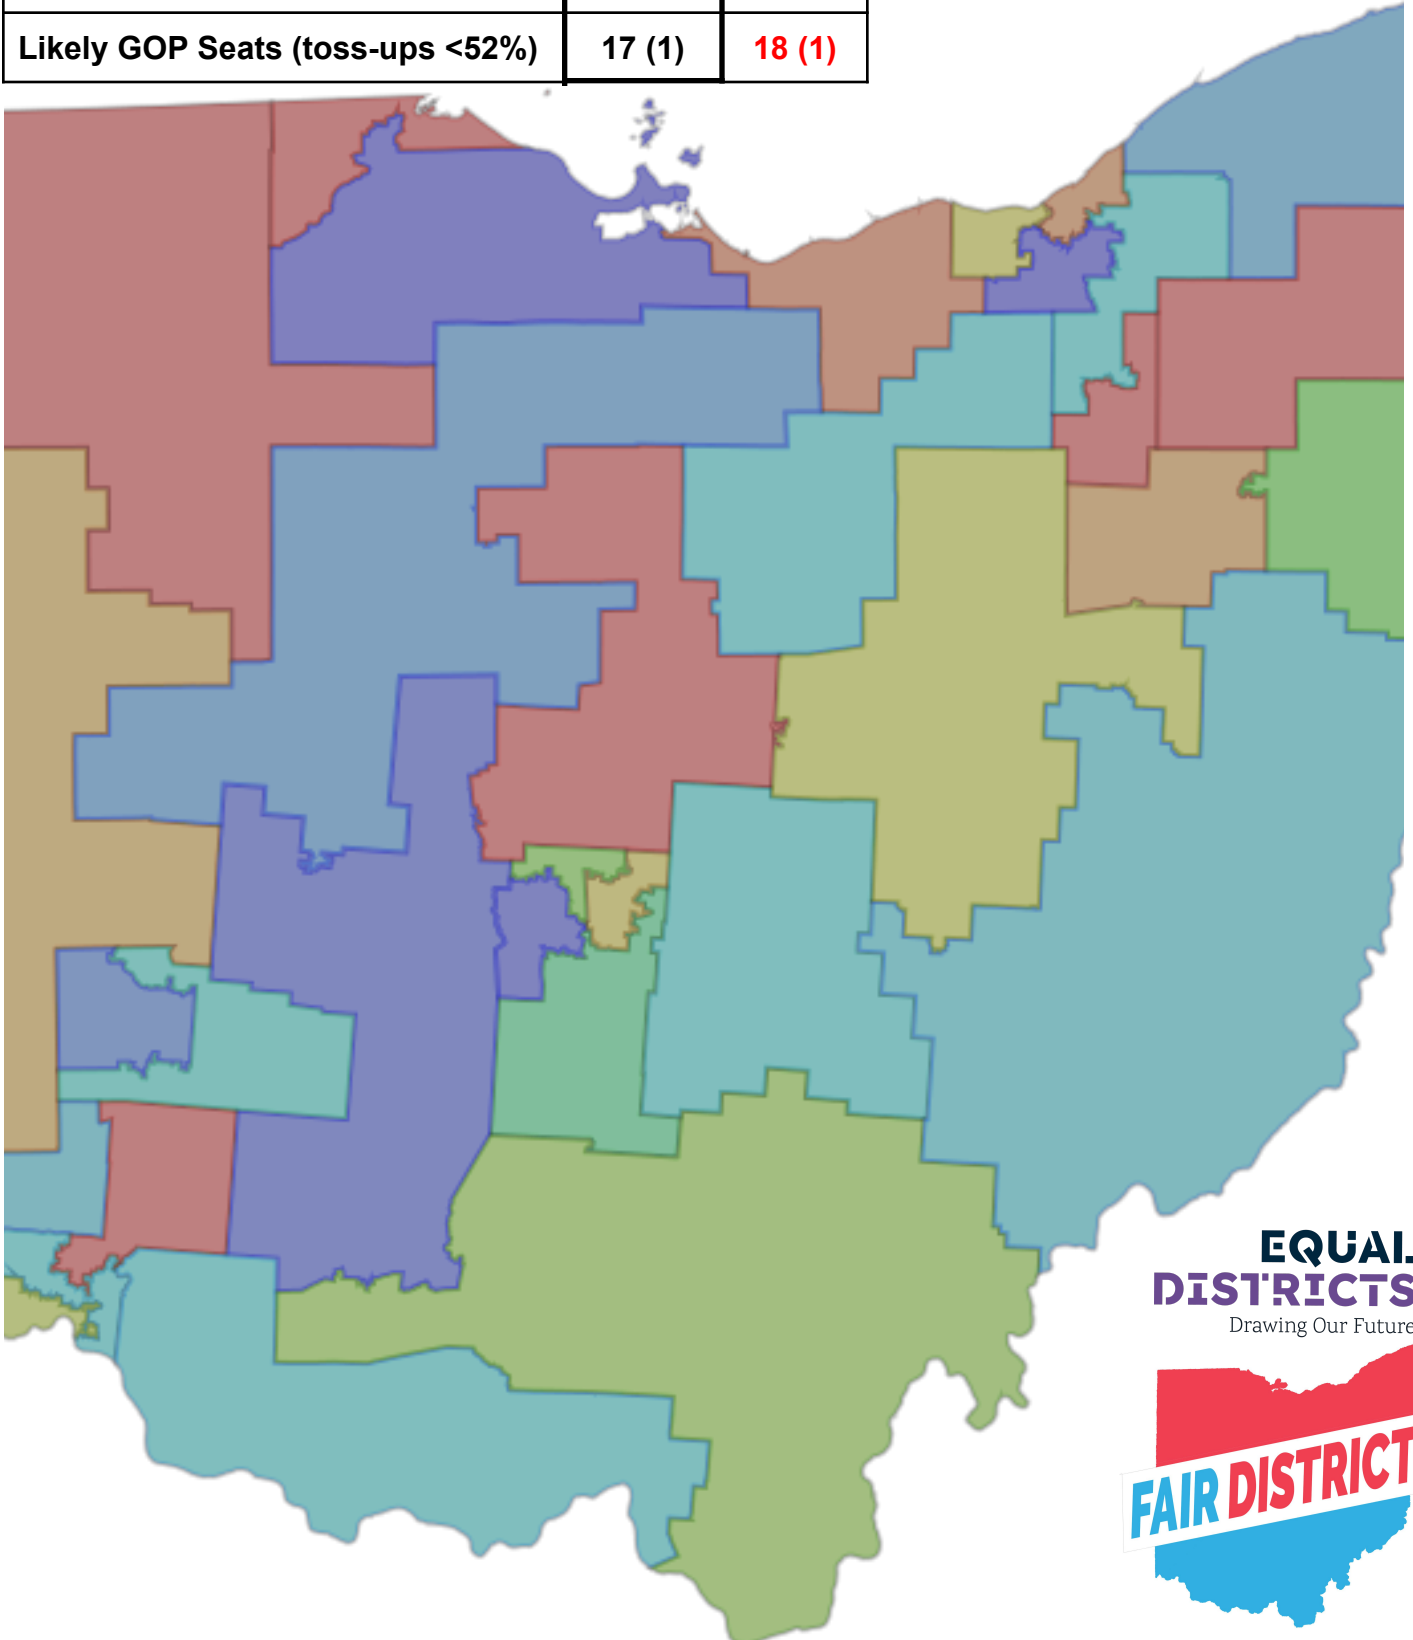 Likely GOP Seats (toss-ups <52%) 17 (1) 18 (1)
EQUAL
DISTRICTS
Drawing Our Future
FAIR DISTRICT